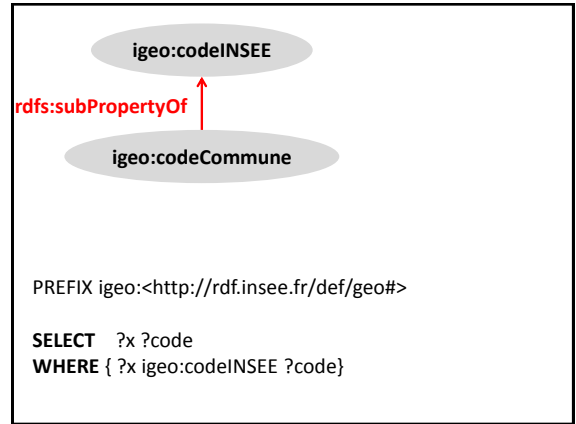 igeo:codeINSEE
rdfs:subPropertyOf
igeo:codeCommune
PREFIX igeo:<http://rdf.insee.fr/def/geo#>
SELECT ?x ?code
WHERE { ?x igeo:codeINSEE ?code}